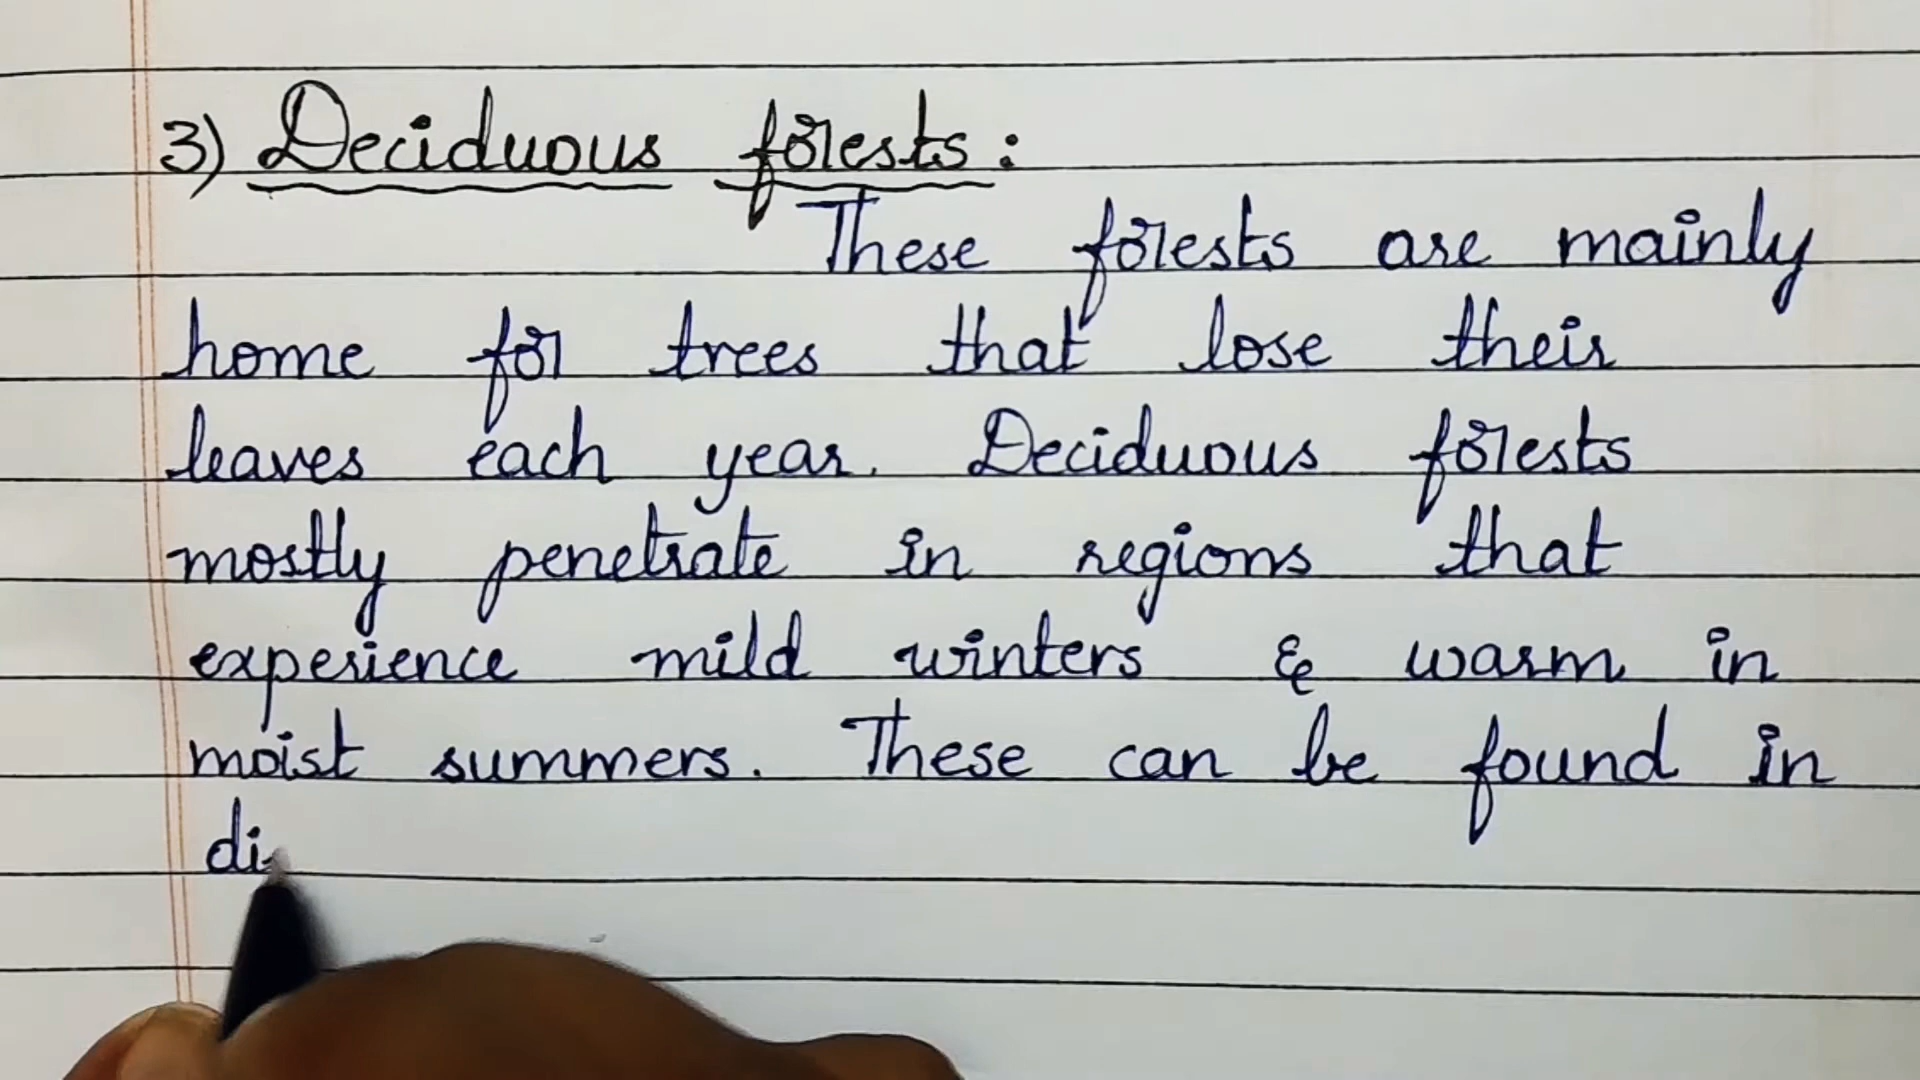 3) Deciduous forests:
These forests are mainly
home for trees that lose their
leaves each year. Deciduous forests
mostly penetrate in regions that
experience mild winters & warm in
moist summers. These can be found in